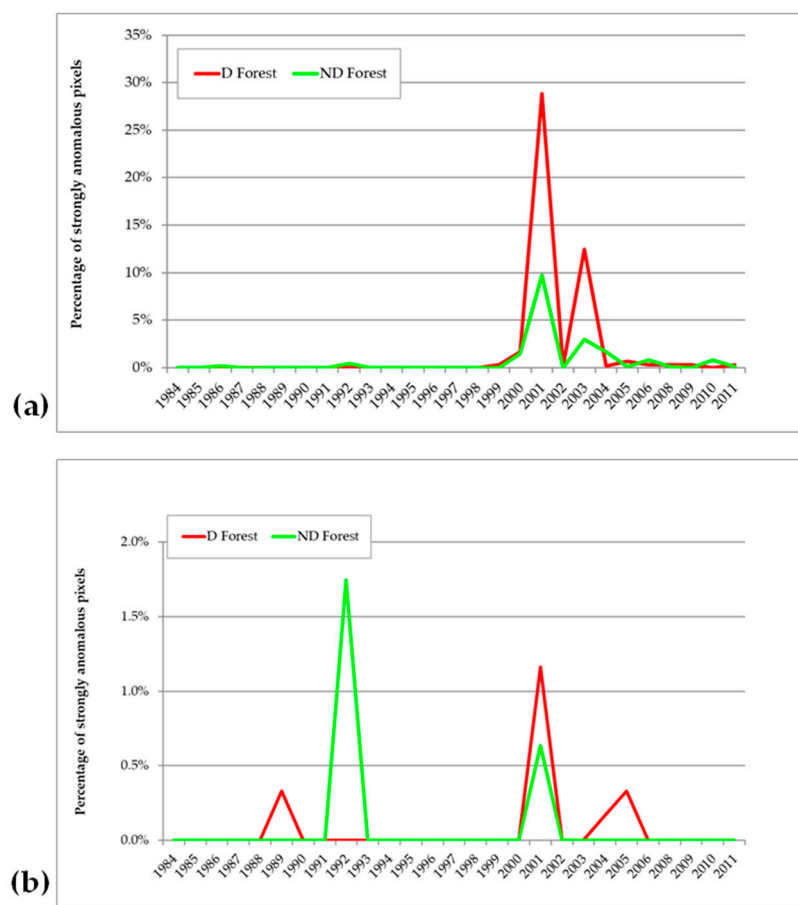 35%
30%
25%
20%
15%
10%
5%
0%
Percentage of strongly anomalous pixels
D Forest ND Forest
1984 1985 1986 1987 1988 1989 1990 1991 1992 1993 1994 1995 1996 1997 1998 1999 2000 2001 2002 2003 2004 2005 2006 2008 2009 2010 2011
(a)
D Forest ND Forest
2.0%
1.5%
1.0%
0.5%
0.0%
Percentage of strongly anomalous pixels
1984 1985 1986 1987 1988 1989 1990 1991 1992 1993 1994 1995 1996 1997 1998 1999 2000 2001 2002 2003 2004 2005 2006 2008 2009 2010 2011
(b)